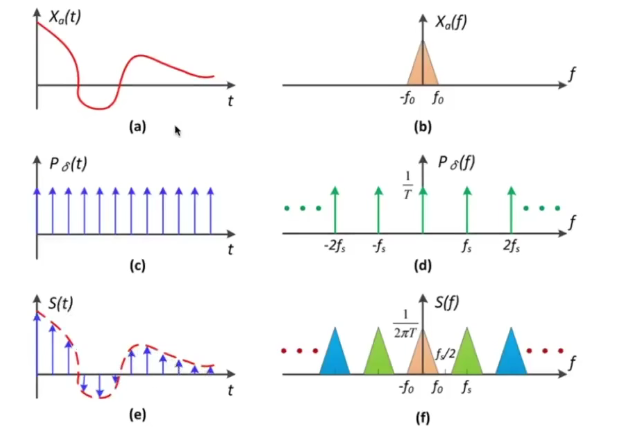 Xa(t)
t
(a)
Xa(f)
f
-f0
f0
(b)
Pδ(t)
t
(c)
Pδ(f)
1/T
f
-2fs
-fs
fs
2fs
(d)
S(t)
t
(e)
S(f)
1/2πT
fs/2
f
-f0
f0
fs
(f)